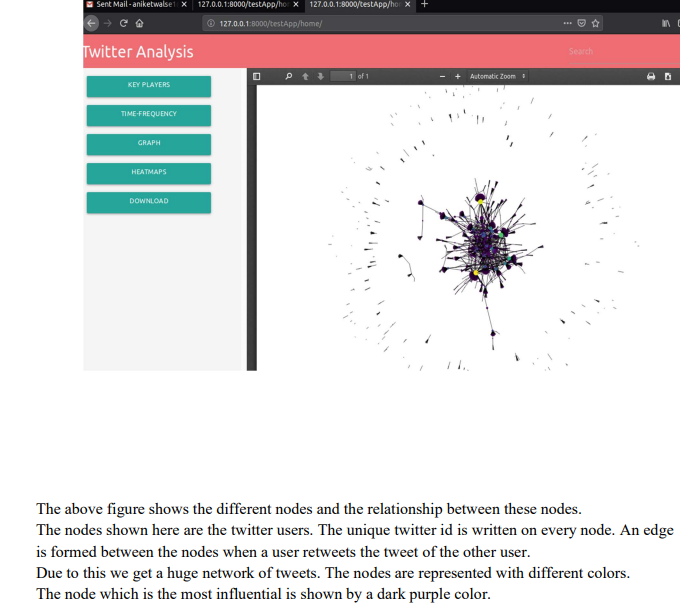 Sent Mail - aniketwalse1
127.0.0.1:8000/testApp/ho
127.0.0.1:8000/testApp/ho
127.0.0.1:8000/testApp/home/
Twitter Analysis
Search
KEY PLAYERS
TIME-FREQUENCY
GRAPH
HEATMAPS
DOWNLOAD
1 of 1
Automatic Zoom
The above figure shows the different nodes and the relationship between these nodes.
The nodes shown here are the twitter users. The unique twitter id is written on every node. An edge
is formed between the nodes when a user retweets the tweet of the other user.
Due to this we get a huge network of tweets. The nodes are represented with different colors.
The node which is the most influential is shown by a dark purple color.